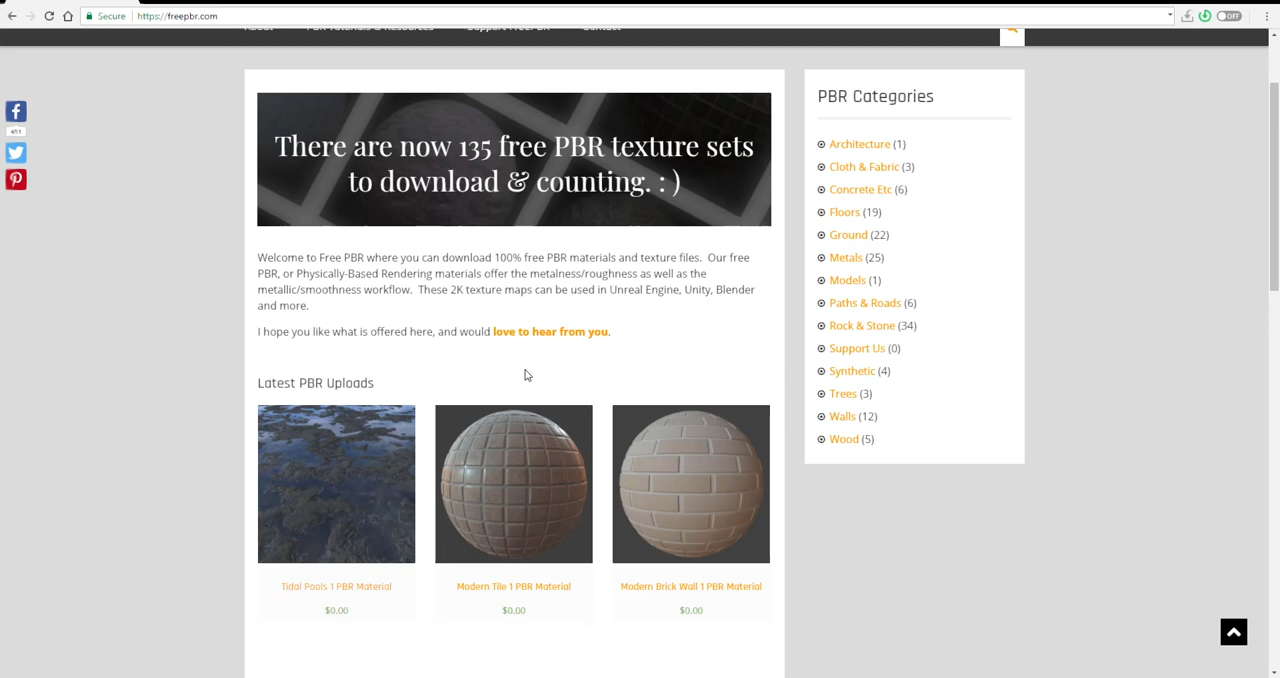 Secure https://freepbr.com
OFF
There are now 135 free PBR texture sets
to download & counting. : )
Welcome to Free PBR where you can download 100% free PBR materials and texture files. Our free
PBR, or Physically-Based Rendering materials offer the metalness/roughness as well as the
metallic/smoothness workflow. These 2K texture maps can be used in Unreal Engine, Unity, Blender
and more.
I hope you like what is offered here, and would love to hear from you.
Latest PBR Uploads
Tidal Pools 1 PBR Material
$0.00
Modern Tile 1 PBR Material
$0.00
Modern Brick Wall 1 PBR Material
$0.00
PBR Categories
Architecture (1)
Cloth & Fabric (3)
Concrete Etc (6)
Floors (19)
Ground (22)
Metals (25)
Models (1)
Paths & Roads (6)
Rock & Stone (34)
Support Us (0)
Synthetic (4)
Trees (3)
Walls (12)
Wood (5)